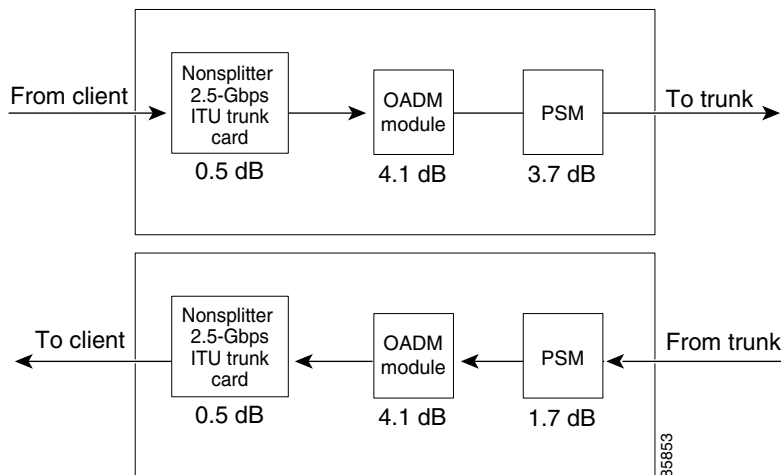 From client
Nonsplitter
2.5-Gbps
ITU trunk
card
0.5 dB
OADM
module
4.1 dB
PSM
3.7 dB
To trunk
To client
Nonsplitter
2.5-Gbps
ITU trunk
card
0.5 dB
OADM
module
4.1 dB
PSM
1.7 dB
From trunk
85853